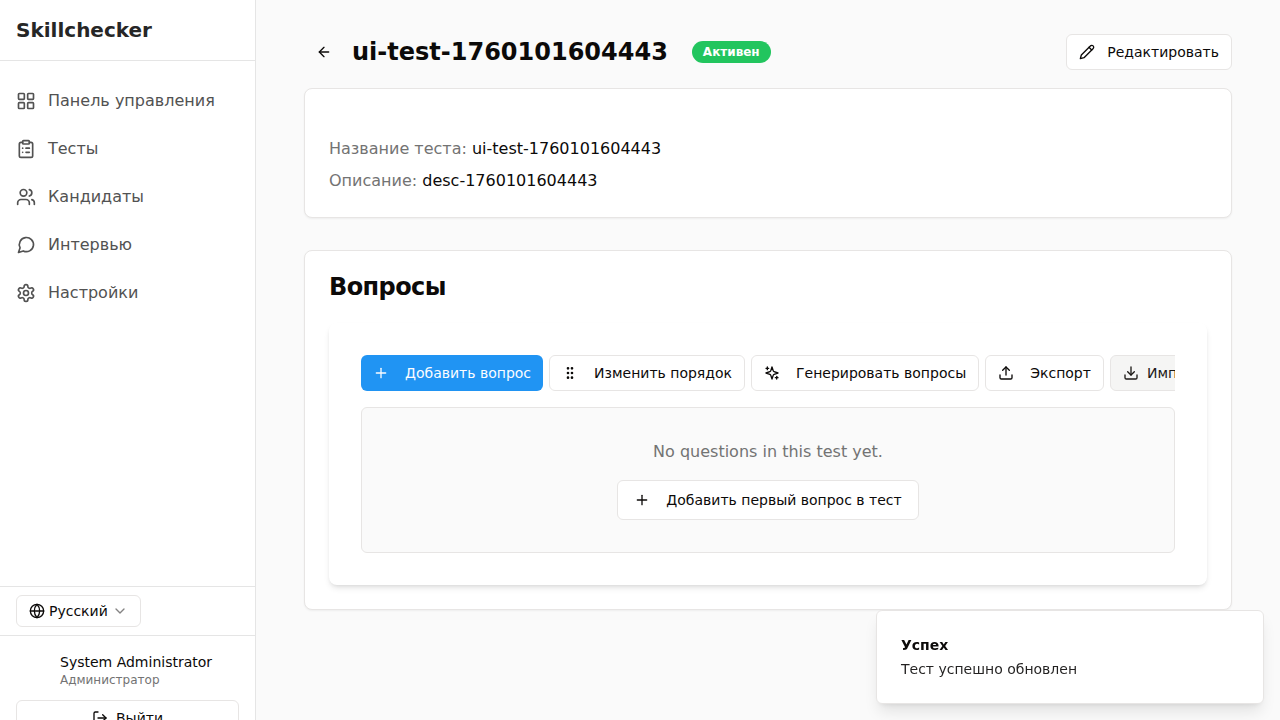 Skillchecker
Панель управления
Тесты
Кандидаты
Интервью
Настройки
Русский
System Administrator
Администратор
Выйти
ui-test-1760101604443
Активен
Редактировать
Название теста: ui-test-1760101604443
Описание: desc-1760101604443
Вопросы
Добавить вопрос
Изменить порядок
Генерировать вопросы
Экспорт
Имп
No questions in this test yet.
Добавить первый вопрос в тест
Успех
Тест успешно обновлен